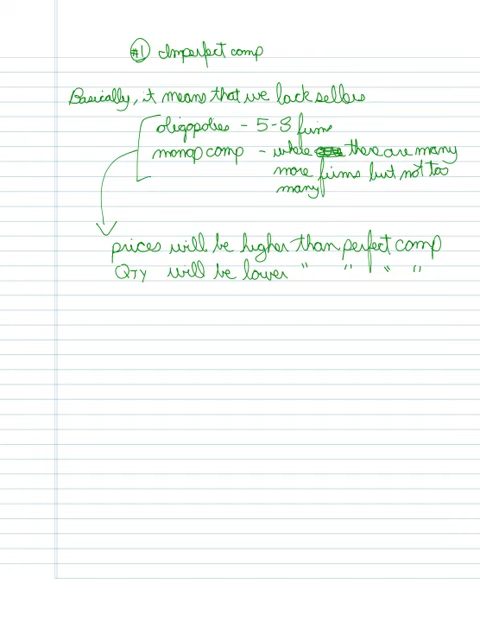 #1 Imperfect comp
Basically, it means that we lack sellers
oligopolies - 5-8 firms
monop comp - where there are many
more firms but not too
many
prices will be higher than perfect comp
QTY will be lower " " " "